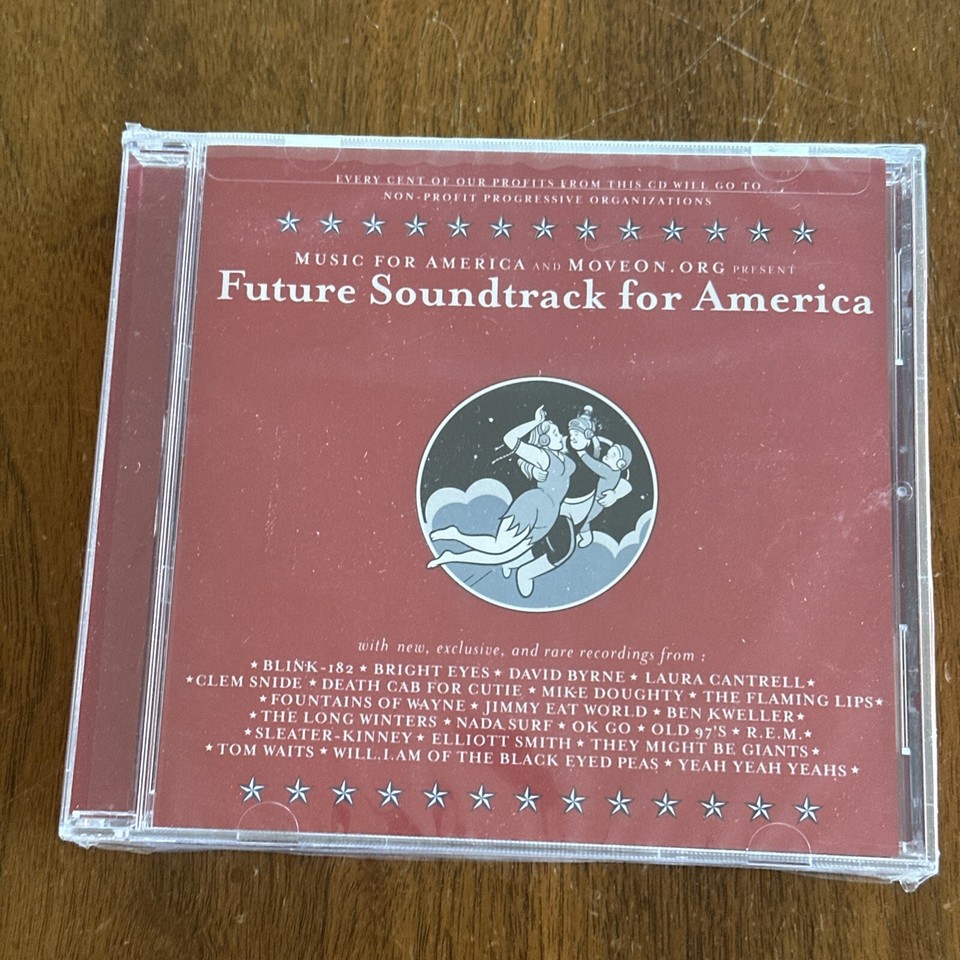 EVERY CENT OF OUR PROFITS FROM THIS CD WILL GO TO
NON-PROFIT PROGRESSIVE ORGANIZATIONS
MUSIC FOR AMERICA AND MOVEON.ORG PRESENT
Future Soundtrack for America
with new, exclusive, and rare recordings from :
★ BLINK-182 ★ BRIGHT EYES ★ DAVID BYRNE ★ LAURA CANTRELL ★
★ CLEM SNIDE ★ DEATH CAB FOR CUTIE ★ MIKE DOUGHTY ★ THE FLAMING LIPS ★
★ FOUNTAINS OF WAYNE ★ JIMMY EAT WORLD ★ BEN KWELLER ★
★ THE LONG WINTERS ★ NADA SURF ★ OK GO ★ OLD 97'S ★ R.E.M. ★
★ SLEATER-KINNEY ★ ELLIOTT SMITH ★ THEY MIGHT BE GIANTS ★
★ TOM WAITS ★ WILL.I.AM OF THE BLACK EYED PEAS ★ YEAH YEAH YEAHS ★